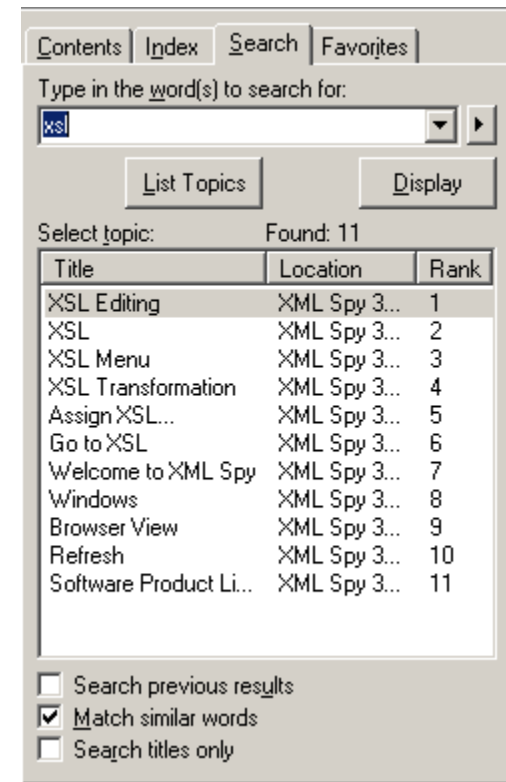 Contents Index Search Favorites
Type in the word(s) to search for:
xsl
List Topics Display
Select topic: Found: 11
Title Location Rank
XSL Editing XML Spy 3... 1
XSL XML Spy 3... 2
XSL Menu XML Spy 3... 3
XSL Transformation XML Spy 3... 4
Assign XSL... XML Spy 3... 5
Go to XSL XML Spy 3... 6
Welcome to XML Spy XML Spy 3... 7
Windows XML Spy 3... 8
Browser View XML Spy 3... 9
Refresh XML Spy 3... 10
Software Product Li... XML Spy 3... 11
Search previous results
Match similar words
Search titles only